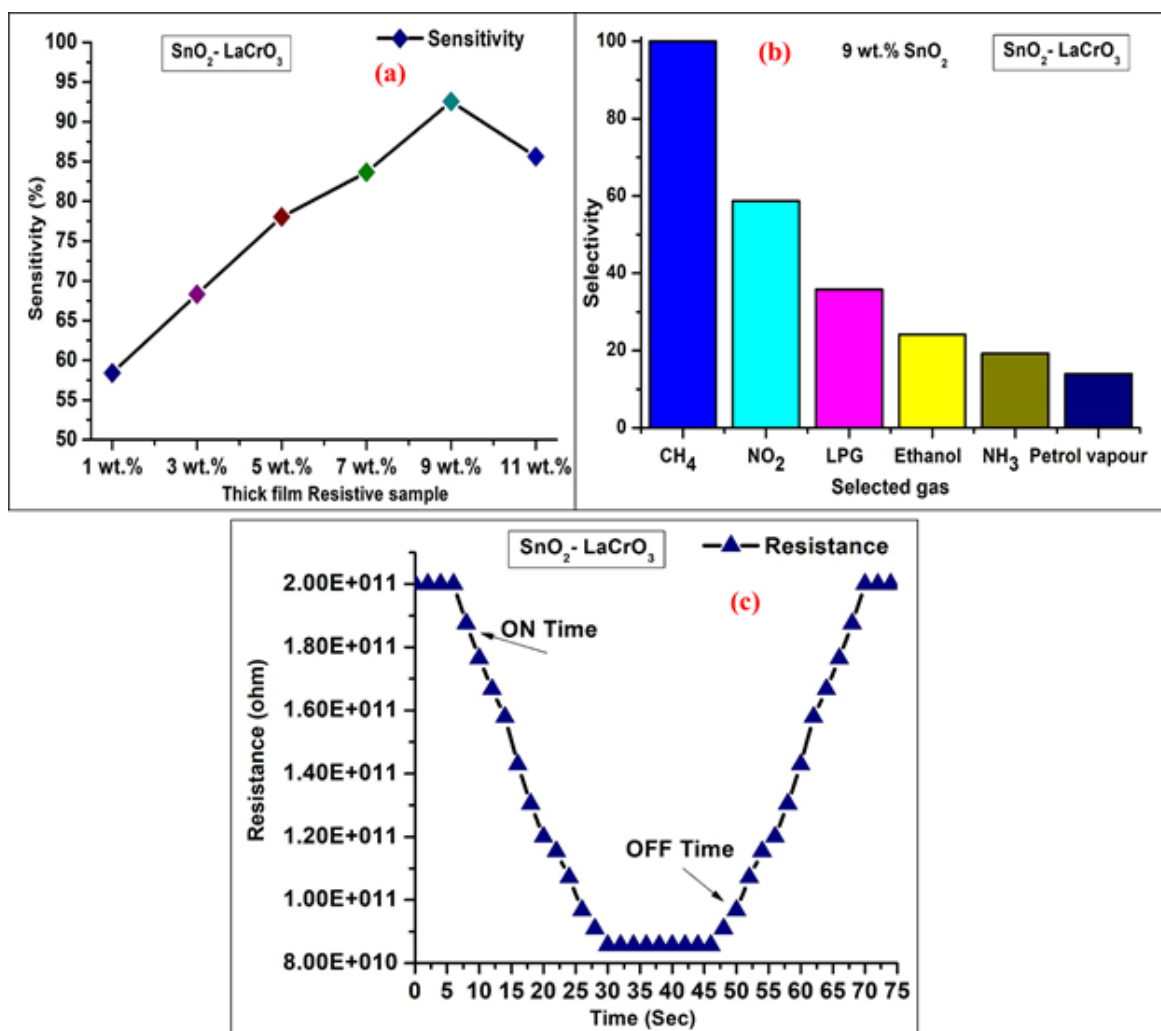 SnO2- LaCrO3
Sensitivity
(a)
100
95
90
85
80
75
70
65
60
55
50
Sensitivity (%)
1 wt.% 3 wt.% 5 wt.% 7 wt.% 9 wt.% 11 wt.%
Thick film Resistive sample
(b)
9 wt.% SnO2
SnO2- LaCrO3
100
80
60
40
20
0
Selectivity
CH4 NO2 LPG Ethanol NH3 Petrol vapour
Selected gas
SnO2- LaCrO3
Resistance
(c)
2.00E+011
1.80E+011
1.60E+011
1.40E+011
1.20E+011
1.00E+011
8.00E+010
Resistance (ohm)
ON Time
OFF Time
0 5 10 15 20 25 30 35 40 45 50 55 60 65 70 75
Time (Sec)